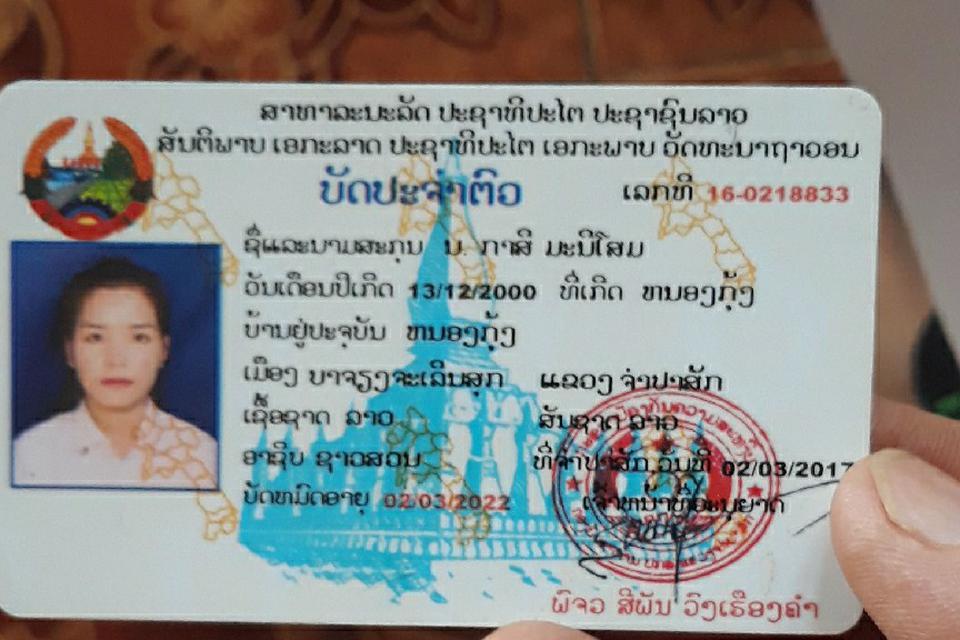 ສາທາລະນະລັດ ປະຊາທິປະໄຕ ປະຊາຊົນລາວ
ສັນຕິພາບ ເອກະລາດ ປະຊາທິປະໄຕ ເອກະພາບ ວັດທະນາຖາວອນ
ບັດປະຈຳຕົວ ເລກທີ 16-0218833
ຊື່ແລະນາມສະກຸນ ນ. ກາສີ ມະນີໂສມ
ວັນເດືອນປີເກີດ 13/12/2000 ທີ່ເກີດ ຫນອງກຸ້ງ
ບ້ານຢູ່ປະຈຸບັນ ຫນອງກຸ້ງ
ເມືອງ ບາຈຽງຈະເລີນສຸກ ແຂວງ ຈຳປາສັກ
ເຊື້ອຊາດ ລາວ ສັນຊາດ ລາວ
ອາຊີບ ຊາວສວນ ທີ່ຈຳປາສັກ ວັນທີ 02/03/2017
ບັດຫມົດອາຍຸ 02/03/2022 ເຈົ້າຫນ້າທີ່ອະນຸຍາດ
ພົຈວ ສີພັນ ວົງເຮືອງຄຳ